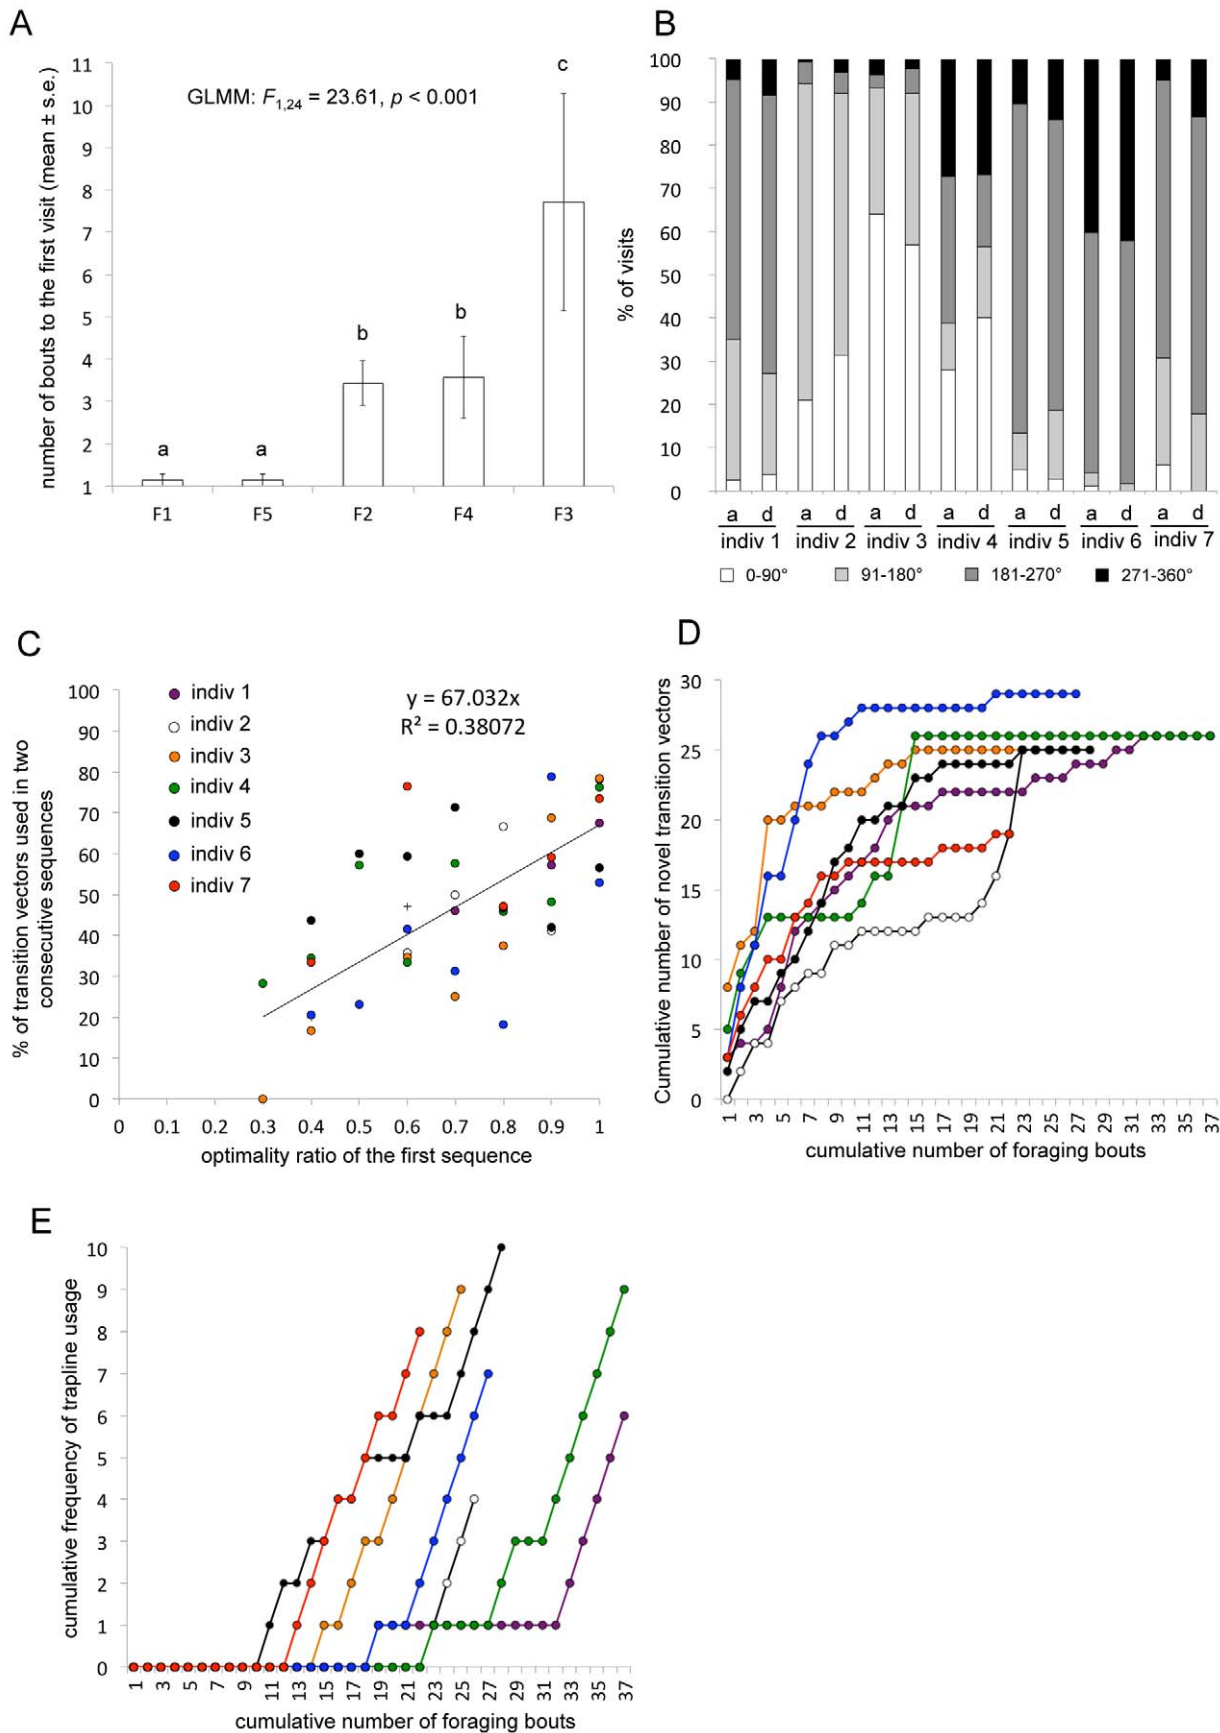 A
number of bouts to the first visit (mean ± s.e.)
11
10
9
8
7
6
5
4
3
2
1
GLMM: F1,24 = 23.61, p < 0.001
a
a
b
b
c
F1 F5 F2 F4 F3
B
% of visits
100
90
80
70
60
50
40
30
20
10
0
a d a d a d a d a d a d a d
indiv 1 indiv 2 indiv 3 indiv 4 indiv 5 indiv 6 indiv 7
0-90° 91-180° 181-270° 271-360°
C
% of transition vectors used in two
consecutive sequences
100
90
80
70
60
50
40
30
20
10
0
indiv 1
indiv 2
indiv 3
indiv 4
indiv 5
indiv 6
indiv 7
y = 67.032x
R² = 0.38072
0 0.1 0.2 0.3 0.4 0.5 0.6 0.7 0.8 0.9 1
optimality ratio of the first sequence
D
Cumulative number of novel transition vectors
30
25
20
15
10
5
0
1 3 5 7 9 11 13 15 17 19 21 23 25 27 29 31 33 35 37
cumulative number of foraging bouts
E
cumulative frequency of trapline usage
10
9
8
7
6
5
4
3
2
1
0
1 3 5 7 9 11 13 15 17 19 21 23 25 27 29 31 33 35 37
cumulative number of foraging bouts